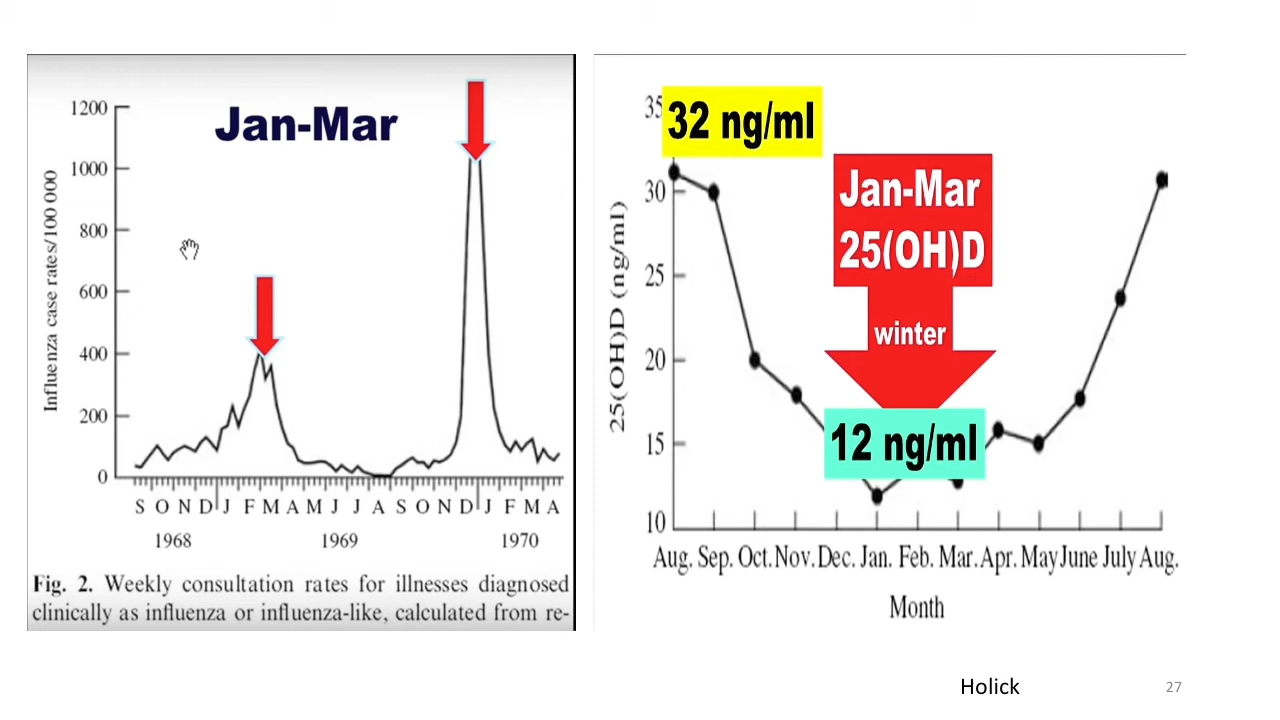 Jan-Mar
1200
1000
800
600
400
200
0
Influenza case rates/100 000
S O N D J F M A M J J A S O N D J F M A
1968 1969 1970
Fig. 2. Weekly consultation rates for illnesses diagnosed
clinically as influenza or influenza-like, calculated from re-
32 ng/ml
Jan-Mar
25(OH)D
winter
12 ng/ml
35
30
25
20
15
10
25(OH)D (ng/ml)
Aug. Sep. Oct. Nov. Dec. Jan. Feb. Mar. Apr. May June July Aug.
Month
Holick
27